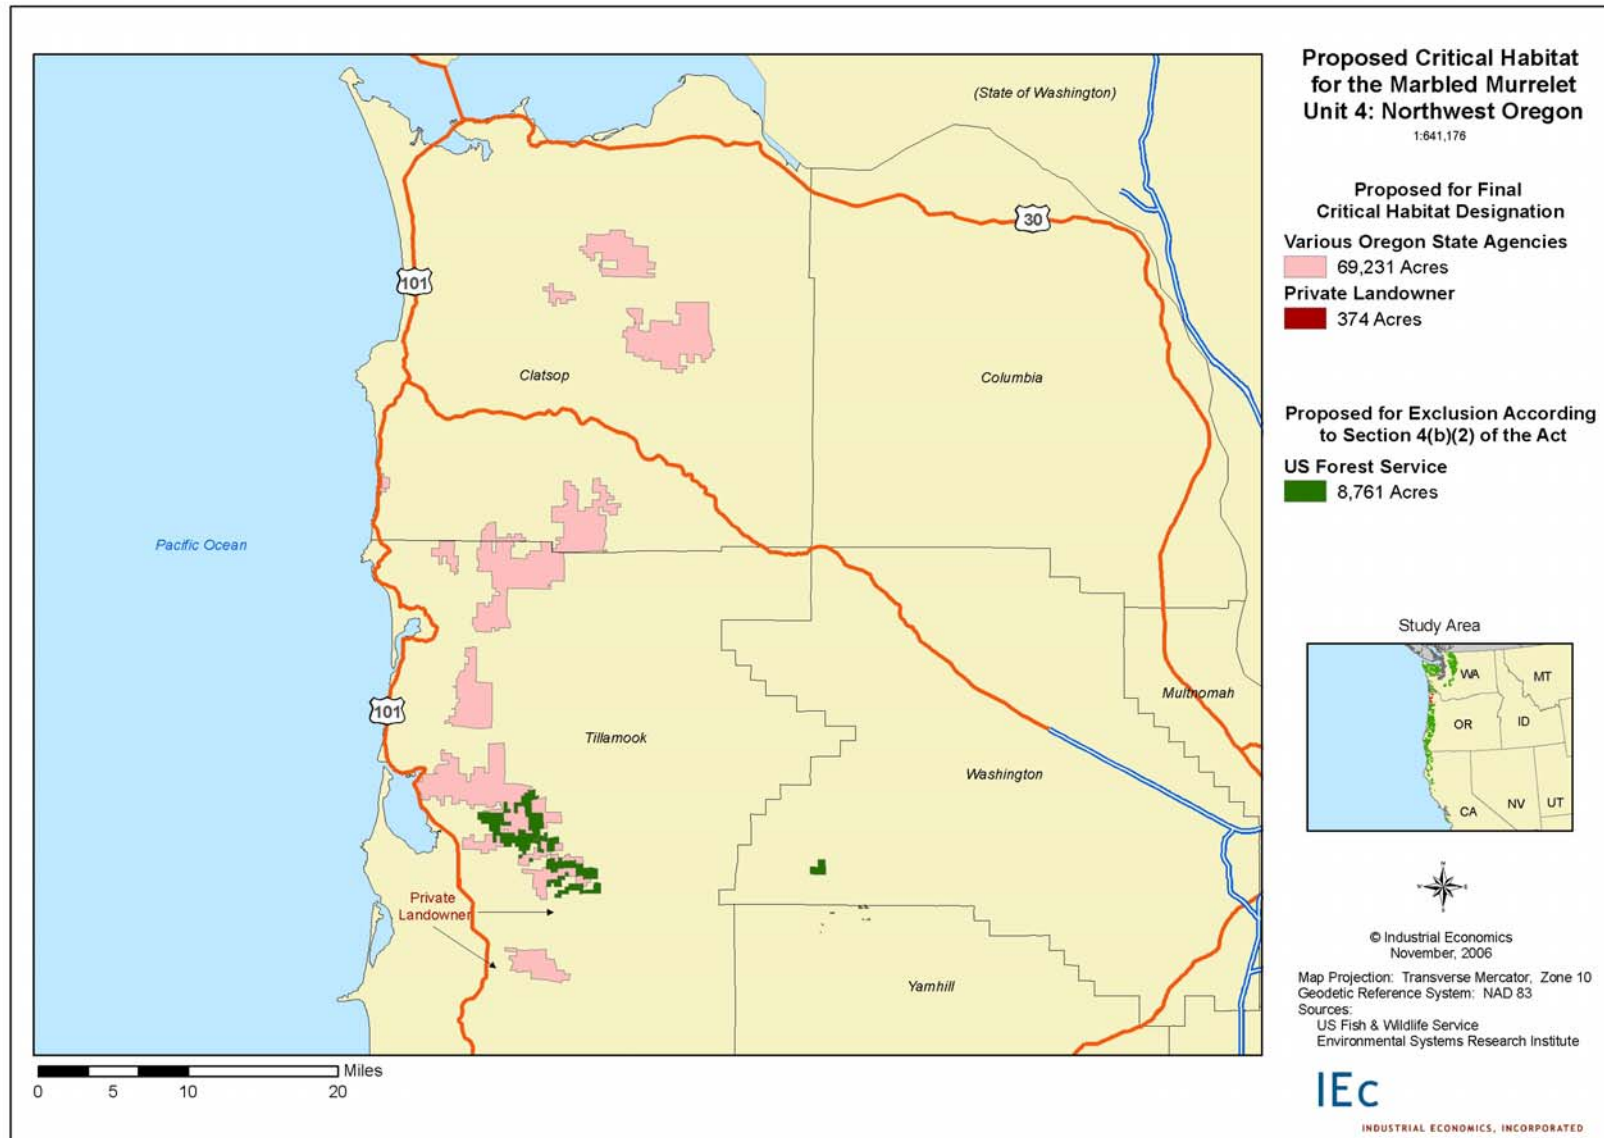 Proposed Critical Habitat
for the Marbled Murrelet
Unit 4: Northwest Oregon
1:641,176
Proposed for Final
Critical Habitat Designation
Various Oregon State Agencies
69,231 Acres
Private Landowner
374 Acres
Proposed for Exclusion According
to Section 4(b)(2) of the Act
US Forest Service
8,761 Acres
(State of Washington)
30
101
Clatsop
Columbia
Pacific Ocean
Multnomah
101
Tillamook
Washington
Private
Landowner
Yamhill
Miles
0 5 10 20
Study Area
WA
MT
OR
ID
CA
NV
UT
N
W E
S
© Industrial Economics
November, 2006
Map Projection: Transverse Mercator, Zone 10
Geodetic Reference System: NAD 83
Sources:
US Fish & Wildlife Service
Environmental Systems Research Institute
IEc
INDUSTRIAL ECONOMICS, INCORPORATED